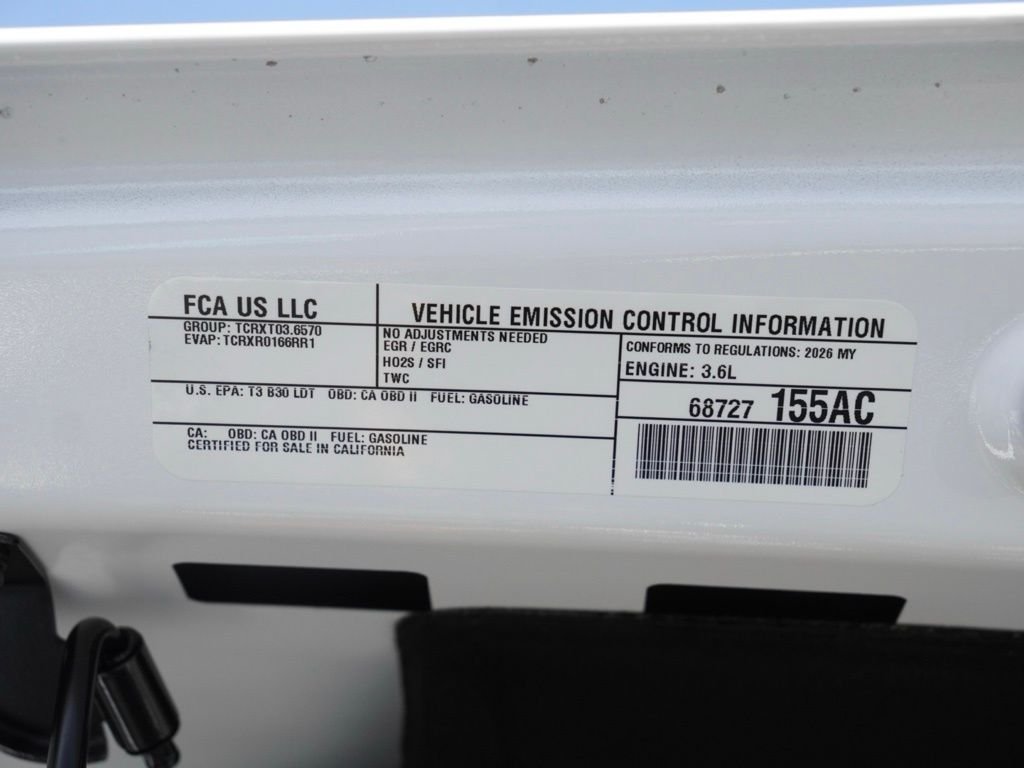 FCA US LLC
VEHICLE EMISSION CONTROL INFORMATION
GROUP: TCRXT03.6570
EVAP: TCRXR0166RR1
NO ADJUSTMENTS NEEDED
EGR / EGRC
HO2S / SFI
TWC
CONFORMS TO REGULATIONS: 2026 MY
ENGINE: 3.6L
U.S. EPA: T3 B30 LDT OBD: CA OBD II FUEL: GASOLINE
68727 155AC
CA: OBD: CA OBD II FUEL: GASOLINE
CERTIFIED FOR SALE IN CALIFORNIA